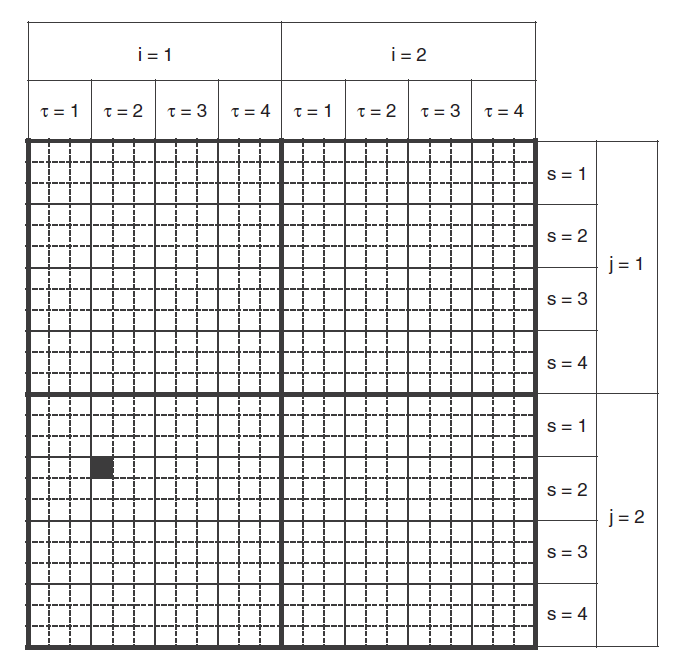 i = 1 i = 2
τ = 1 τ = 2 τ = 3 τ = 4 τ = 1 τ = 2 τ = 3 τ = 4
s = 1
s = 2
j = 1
s = 3
s = 4
s = 1
s = 2
j = 2
s = 3
s = 4